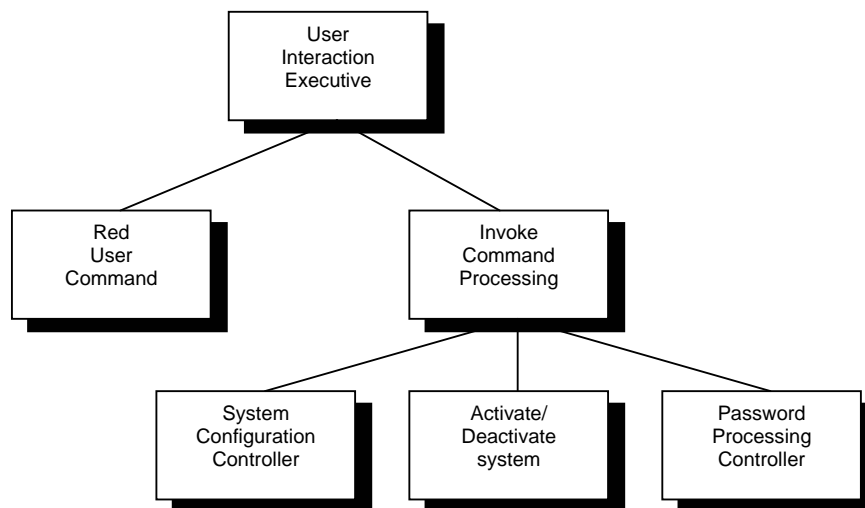 User
Interaction
Executive
Red
User
Command
Invoke
Command
Processing
System
Configuration
Controller
Activate/
Deactivate
system
Password
Processing
Controller